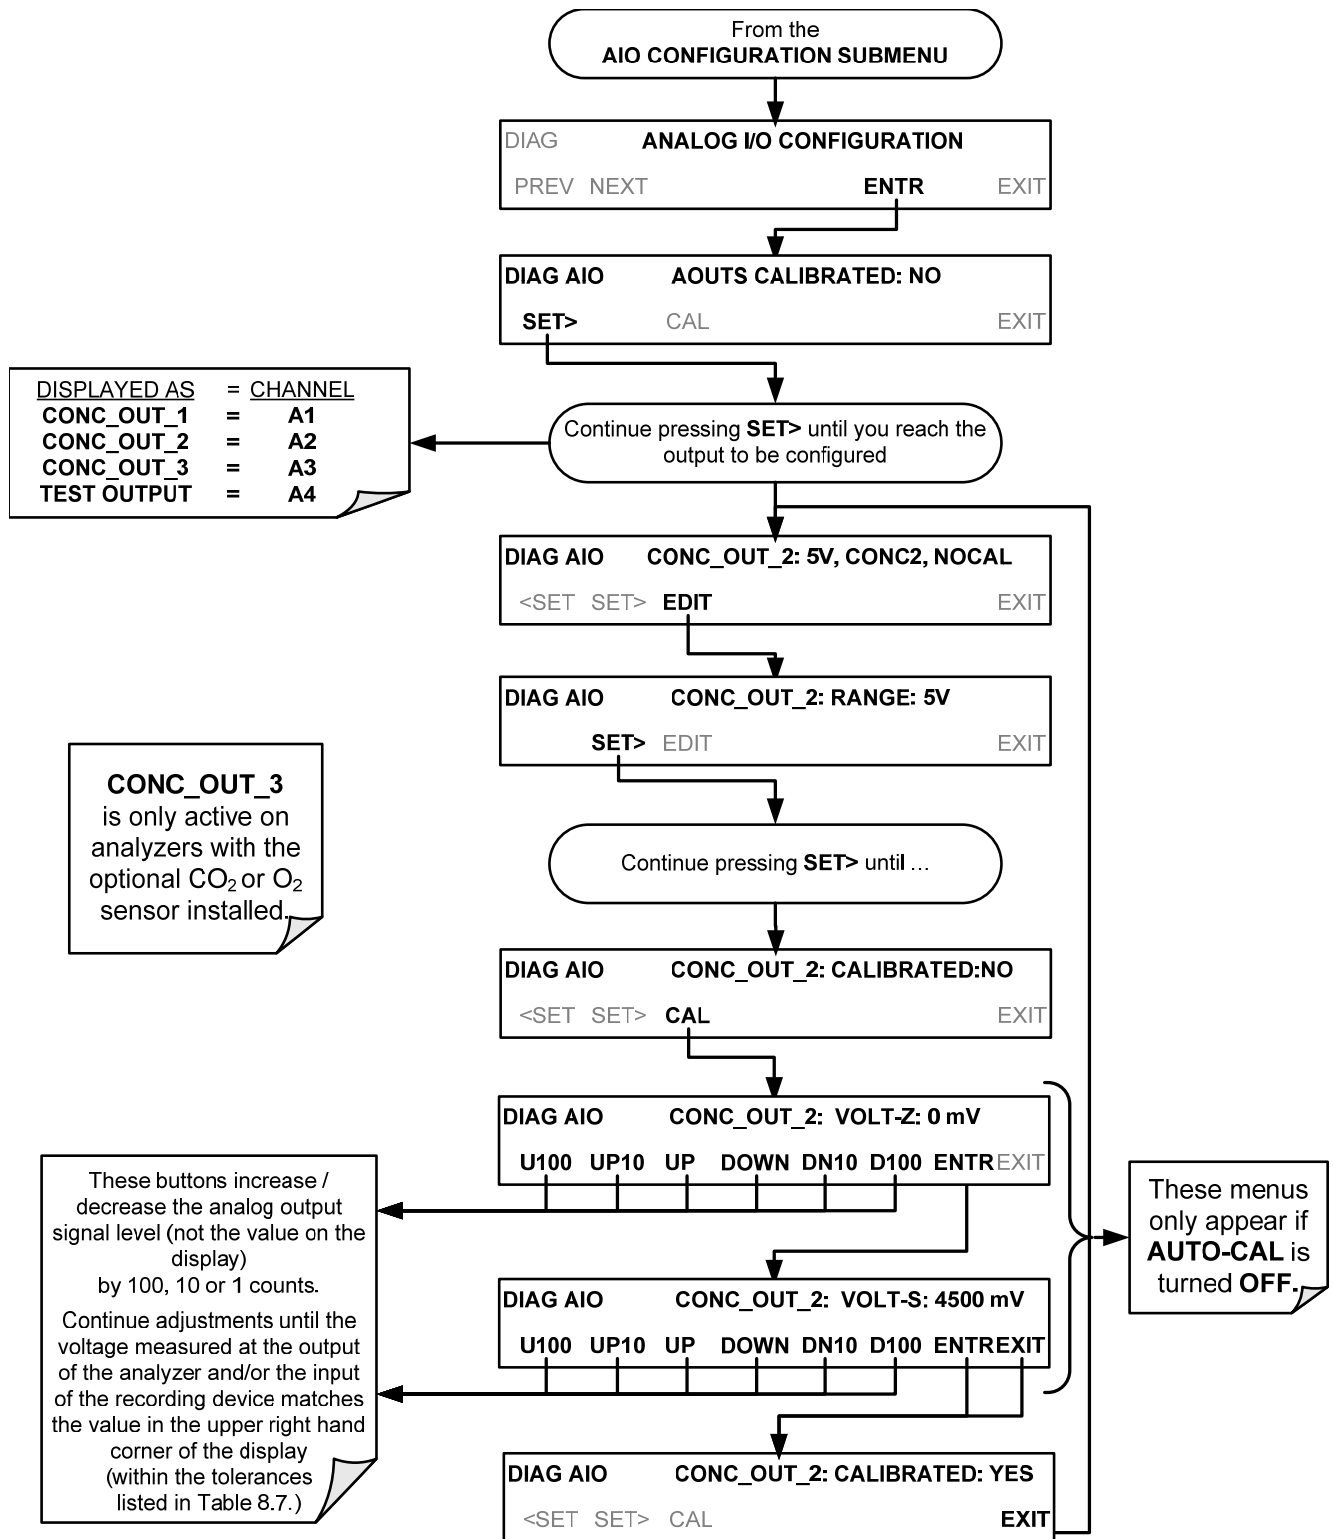 From the
AIO CONFIGURATION SUBMENU
DIAG ANALOG I/O CONFIGURATION
PREV NEXT ENTR EXIT
DIAG AIO AOUTS CALIBRATED: NO
SET> CAL EXIT
DISPLAYED AS = CHANNEL
CONC_OUT_1 = A1
CONC_OUT_2 = A2
CONC_OUT_3 = A3
TEST OUTPUT = A4
Continue pressing SET> until you reach the
output to be configured
DIAG AIO CONC_OUT_2: 5V, CONC2, NOCAL
<SET SET> EDIT EXIT
DIAG AIO CONC_OUT_2: RANGE: 5V
SET> EDIT EXIT
CONC_OUT_3
is only active on
analyzers with the
optional CO₂ or O₂
sensor installed.
Continue pressing SET> until ...
DIAG AIO CONC_OUT_2: CALIBRATED:NO
<SET SET> CAL EXIT
DIAG AIO CONC_OUT_2: VOLT-Z: 0 mV
U100 UP10 UP DOWN DN10 D100 ENTR EXIT
These buttons increase /
decrease the analog output
signal level (not the value on the
display)
by 100, 10 or 1 counts.
Continue adjustments until the
voltage measured at the output
of the analyzer and/or the input
of the recording device matches
the value in the upper right hand
corner of the display
(within the tolerances
listed in Table 8.7.)
These menus
only appear if
AUTO-CAL is
turned OFF.
DIAG AIO CONC_OUT_2: VOLT-S: 4500 mV
U100 UP10 UP DOWN DN10 D100 ENTR EXIT
DIAG AIO CONC_OUT_2: CALIBRATED: YES
<SET SET> CAL EXIT